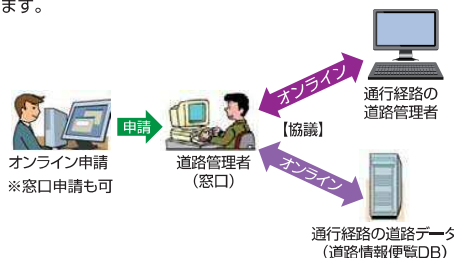 ます。
オンライン
通行経路の
道路管理者
申請
【協議】
オンライン申請
※窓口申請も可
道路管理者
（窓口）
オンライン
通行経路の道路データ
（道路情報便覧DB）